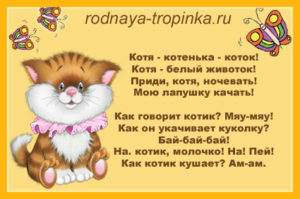 rodnaya-tropinka.ru
Котя - котенька - коток!
Котя - белый животок!
Приди, котя, ночевать!
Мою лапушку качать!
Как говорит котик? Мяу-мяу!
Как он укачивает куколку?
Бай-бай-бай!
На. котик, молочко! На! Пей!
Как котик кушает? Ам-ам.